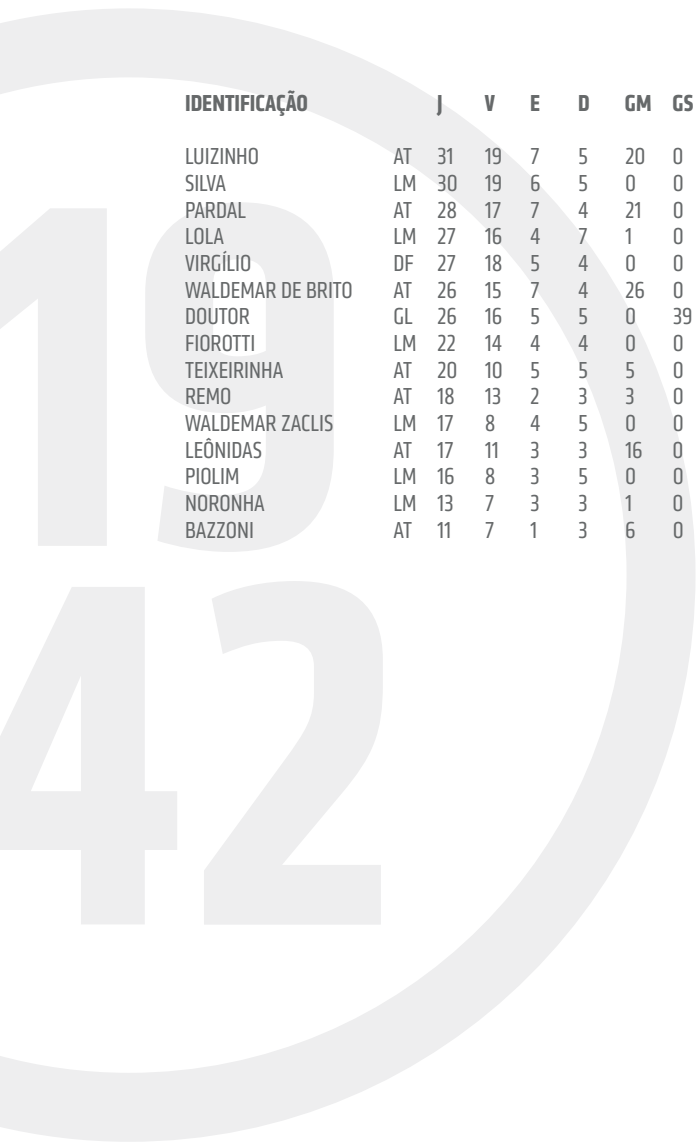 IDENTIFICAÇÃO J V E D GM GS
LUIZINHO AT 31 19 7 5 20 0
SILVA LM 30 19 6 5 0 0
PARDAL AT 28 17 7 4 21 0
LOLA LM 27 16 4 7 1 0
VIRGÍLIO DF 27 18 5 4 0 0
WALDEMAR DE BRITO AT 26 15 7 4 26 0
DOUTOR GL 26 16 5 5 0 39
FIOROTTI LM 22 14 4 4 0 0
TEIXEIRINHA AT 20 10 5 5 5 0
REMO AT 18 13 2 3 3 0
WALDEMAR ZACLIS LM 17 8 4 5 0 0
LEÔNIDAS AT 17 11 3 3 16 0
PIOLIM LM 16 8 3 5 0 0
NORONHA LM 13 7 3 3 1 0
BAZZONI AT 11 7 1 3 6 0
19
42